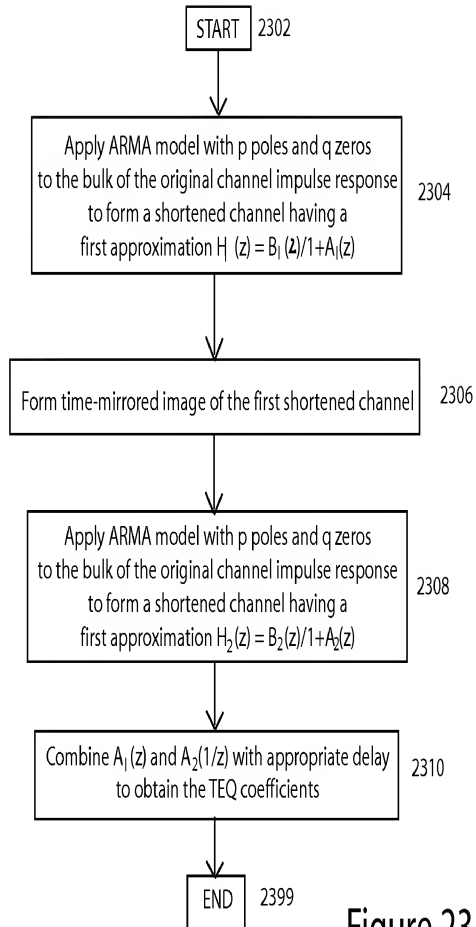 START 2302
Apply ARMA model with p poles and q zeros
to the bulk of the original channel impulse response
to form a shortened channel having a
first approximation H₁(z) = B₁(2)/1+A₁(z)
2304
Form time-mirrored image of the first shortened channel 2306
Apply ARMA model with p poles and q zeros
to the bulk of the original channel impulse response
to form a shortened channel having a
first approximation H₂(z) = B₂(z)/1+A₂(z)
2308
Combine A₁(z) and A₂(1/z) with appropriate delay
to obtain the TEQ coefficients
2310
END 2399
Figure 23